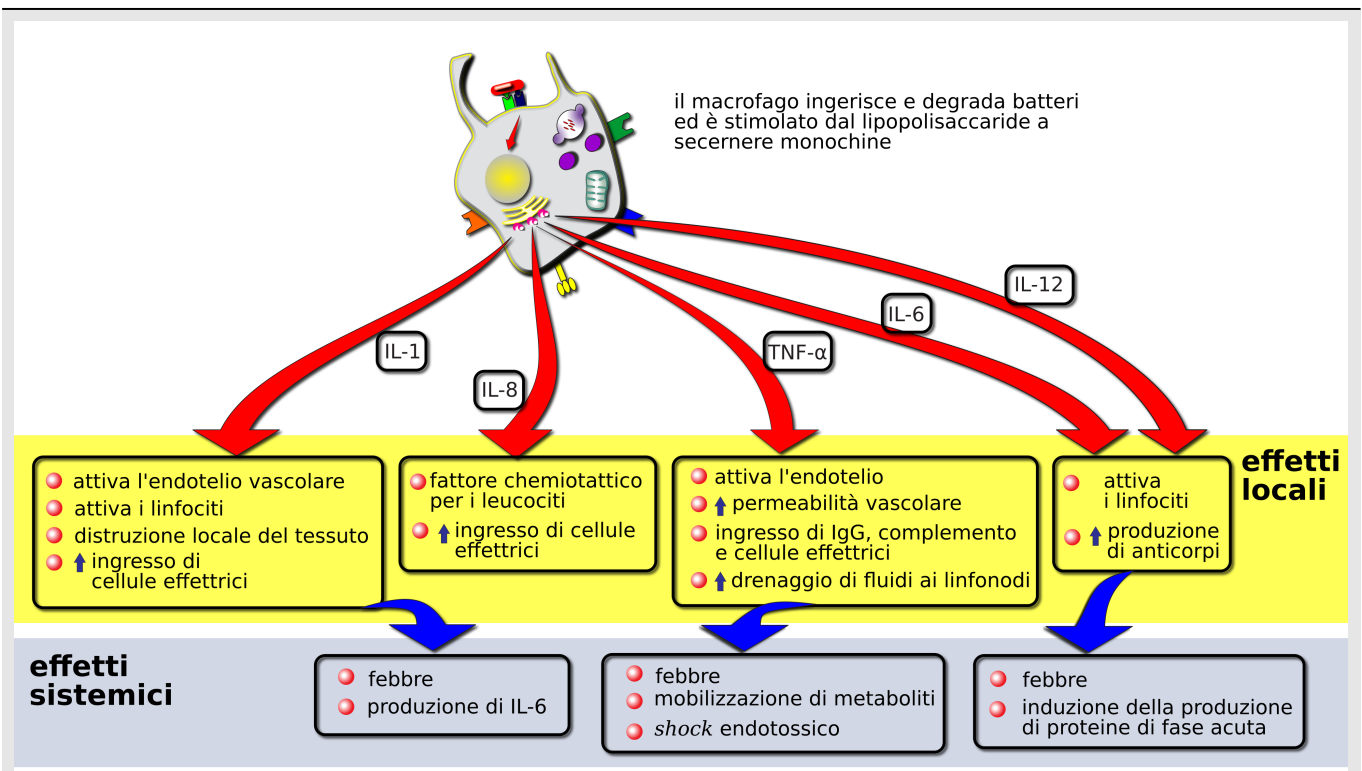 il macrofago ingerisce e degrada batteri
ed è stimolato dal lipopolisaccaride a
secernere monochine
IL-12
IL-6
IL-1
TNF-α
IL-8
effetti
locali
attiva l'endotelio vascolare
attiva i linfociti
distruzione locale del tessuto
ingresso di
cellule effettrici
fattore chemiotattico
per i leucociti
ingresso di cellule
effettrici
attiva l'endotelio
permeabilità vascolare
ingresso di IgG, complemento
e cellule effettrici
drenaggio di fluidi ai linfonodi
attiva
i linfociti
produzione
di anticorpi
effetti
sistemici
febbre
produzione di IL-6
febbre
mobilizzazione di metaboliti
shock endotossico
febbre
induzione della produzione
di proteine di fase acuta